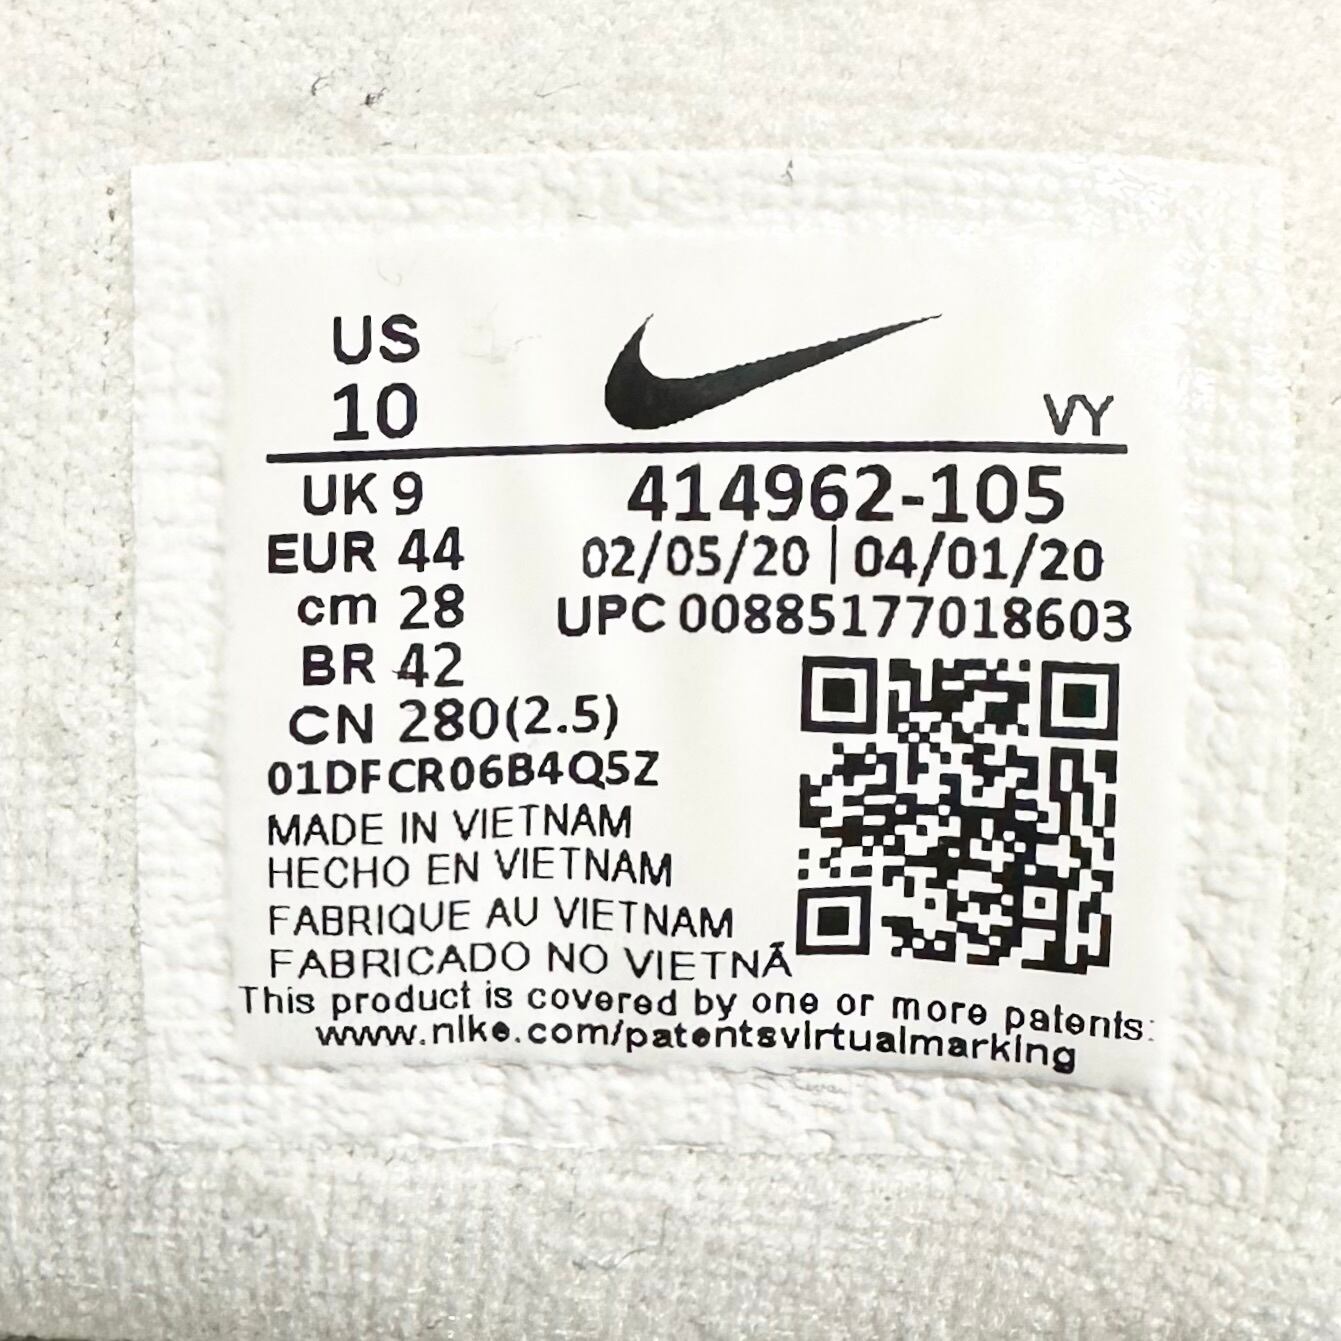 US
10
VY
UK 9
EUR 44
cm 28
BR 42
CN 280(2.5)
414962-105
02/05/20 | 04/01/20
UPC 00885177018603
01DFCR06B4Q5Z
MADE IN VIETNAM
HECHO EN VIETNAM
FABRIQUE AU VIETNAM
FABRICADO NO VIETNÃ
This product is covered by one or more patents:
www.nike.com/patentsvirtualmarking